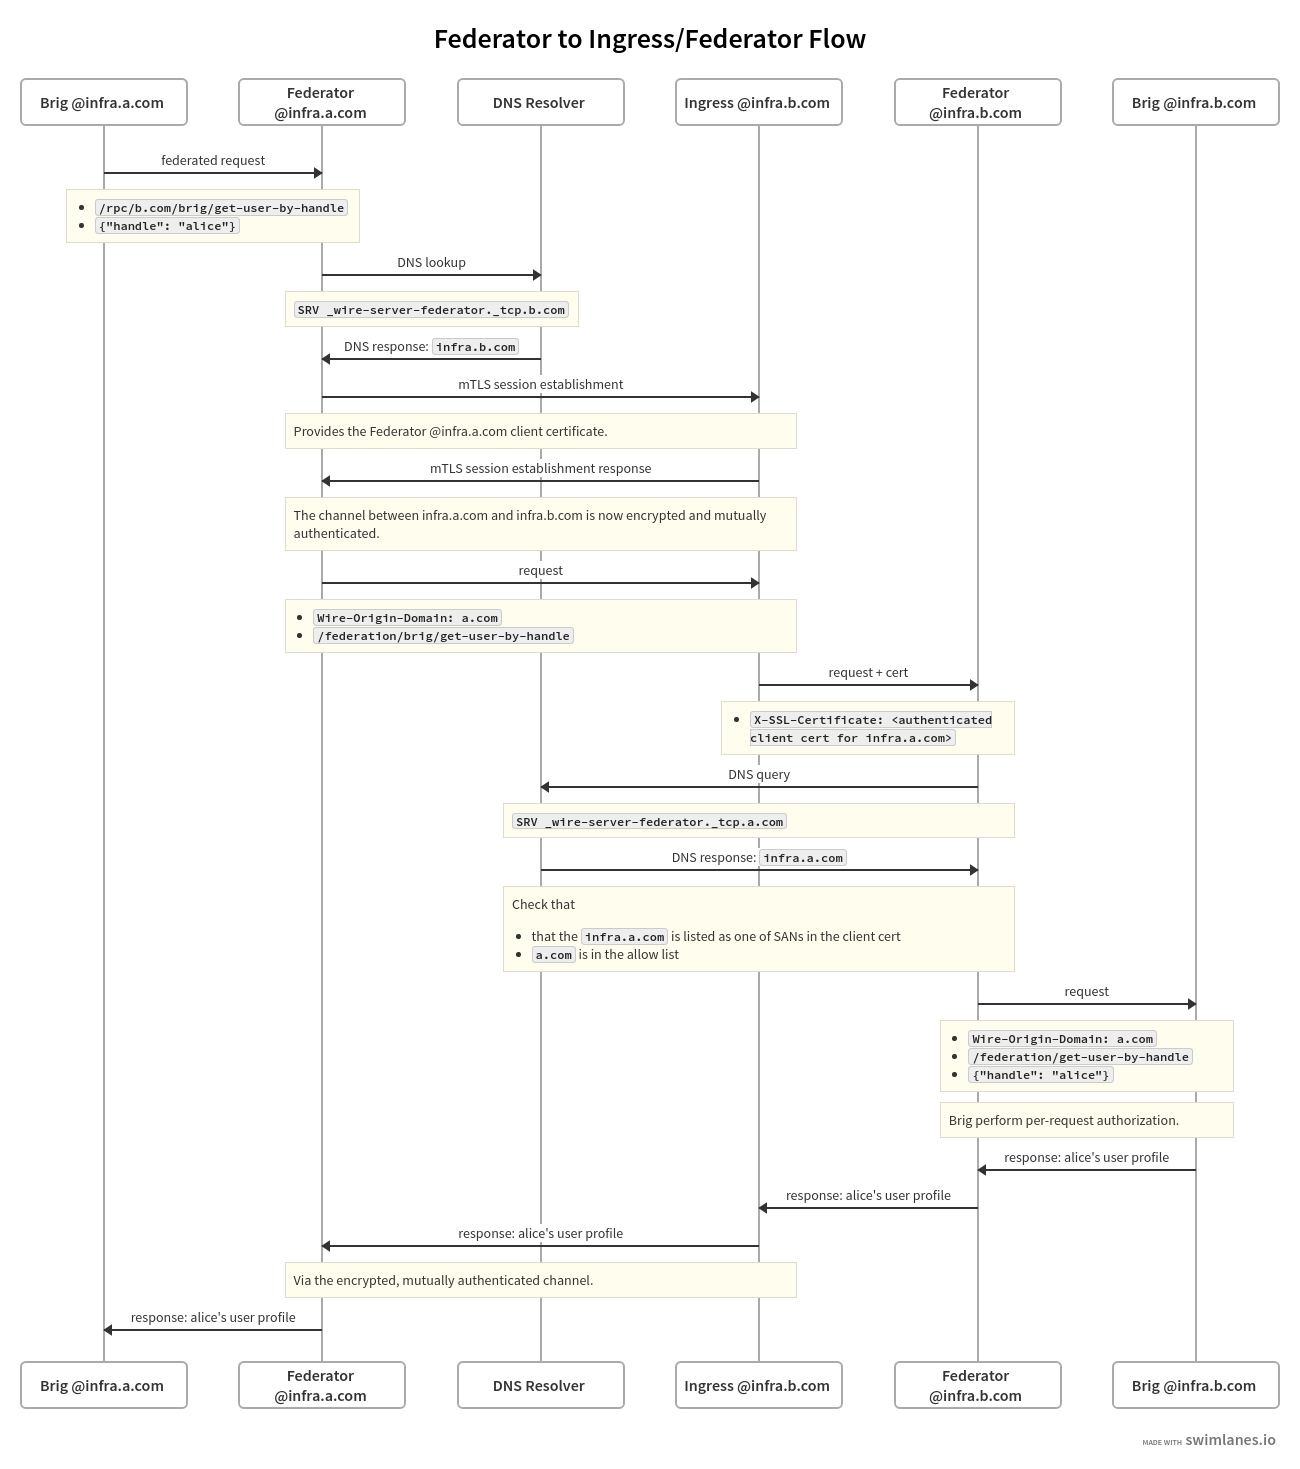 Federator to Ingress/Federator Flow
Brig @infra.a.com
Federator
@infra.a.com
DNS Resolver
Ingress @infra.b.com
Federator
@infra.b.com
Brig @infra.b.com
federated request
/rpc/b.com/brig/get-user-by-handle
{"handle": "alice"}
DNS lookup
SRV _wire-server-federator._tcp.b.com
DNS response: infra.b.com
mTLS session establishment
Provides the Federator @infra.a.com client certificate.
mTLS session establishment response
The channel between infra.a.com and infra.b.com is now encrypted and mutually
authenticated.
request
Wire-Origin-Domain: a.com
/federation/brig/get-user-by-handle
request + cert
X-SSL-Certificate: <authenticated
client cert for infra.a.com>
DNS query
SRV _wire-server-federator._tcp.a.com
DNS response: infra.a.com
Check that
that the infra.a.com is listed as one of SANs in the client cert
a.com is in the allow list
request
Wire-Origin-Domain: a.com
/federation/get-user-by-handle
{"handle": "alice"}
Brig perform per-request authorization.
response: alice's user profile
response: alice's user profile
response: alice's user profile
Via the encrypted, mutually authenticated channel.
response: alice's user profile
Brig @infra.a.com
Federator
@infra.a.com
DNS Resolver
Ingress @infra.b.com
Federator
@infra.b.com
Brig @infra.b.com
MADE WITH swimlanes.io